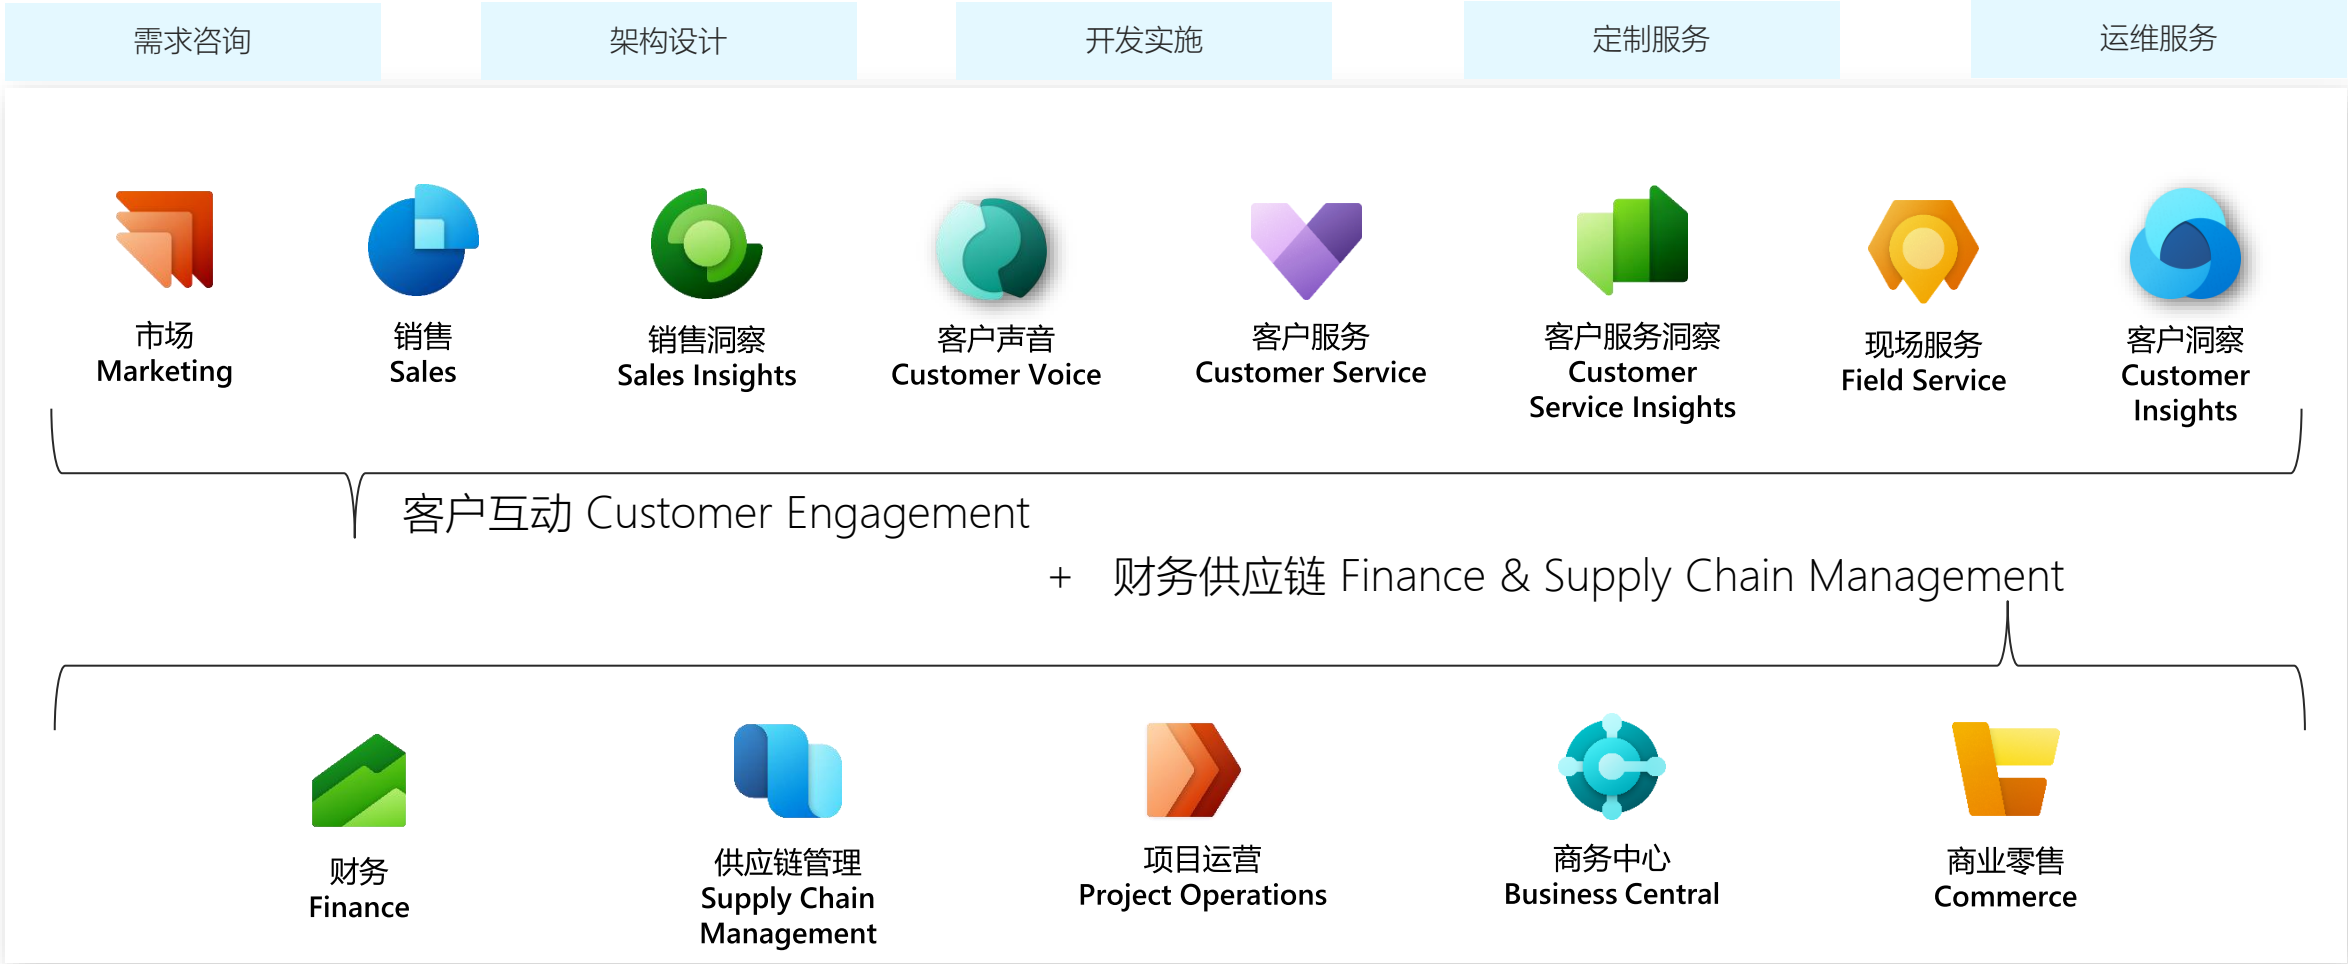 需求咨询
架构设计
开发实施
定制服务
运维服务
市场
Marketing
销售
Sales
销售洞察
Sales Insights
客户声音
Customer Voice
客户服务
Customer Service
客户服务洞察
Customer
Service Insights
现场服务
Field Service
客户洞察
Customer
Insights
客户互动 Customer Engagement
+ 财务供应链 Finance & Supply Chain Management
财务
Finance
供应链管理
Supply Chain
Management
项目运营
Project Operations
商务中心
Business Central
商业零售
Commerce